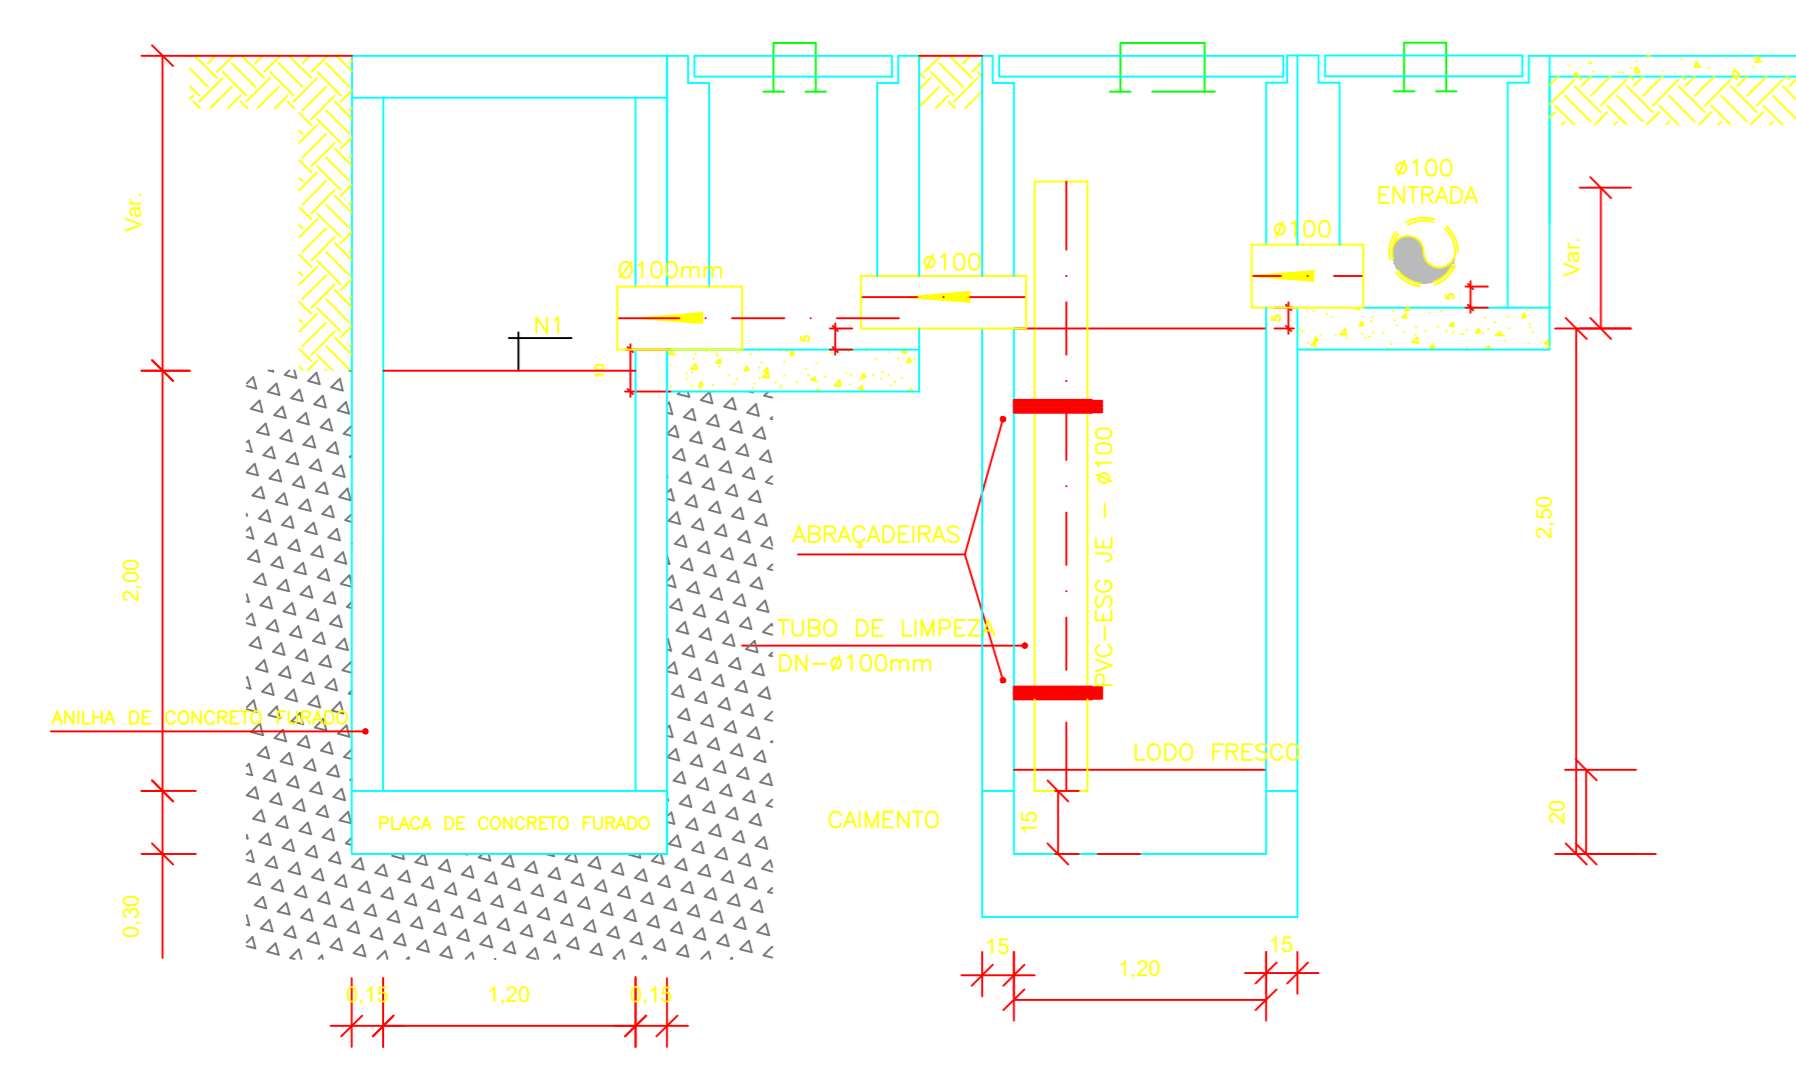 ø100
ENTRADA
Var.
ø100
Var.
ø100
Ø100mm
5
5
N1
5
10
PVC-ESG JE - ø100
2,50
ABRAÇADEIRAS
2,00
TUBO DE LIMPEZA
DN-ø100mm
ANILHA DE CONCRETO FURADO
LODO FRESCO
PLACA DE CONCRETO FURADO
CAIMENTO
15
20
0,30
15
1,20
15
0,15
1,20
0,15